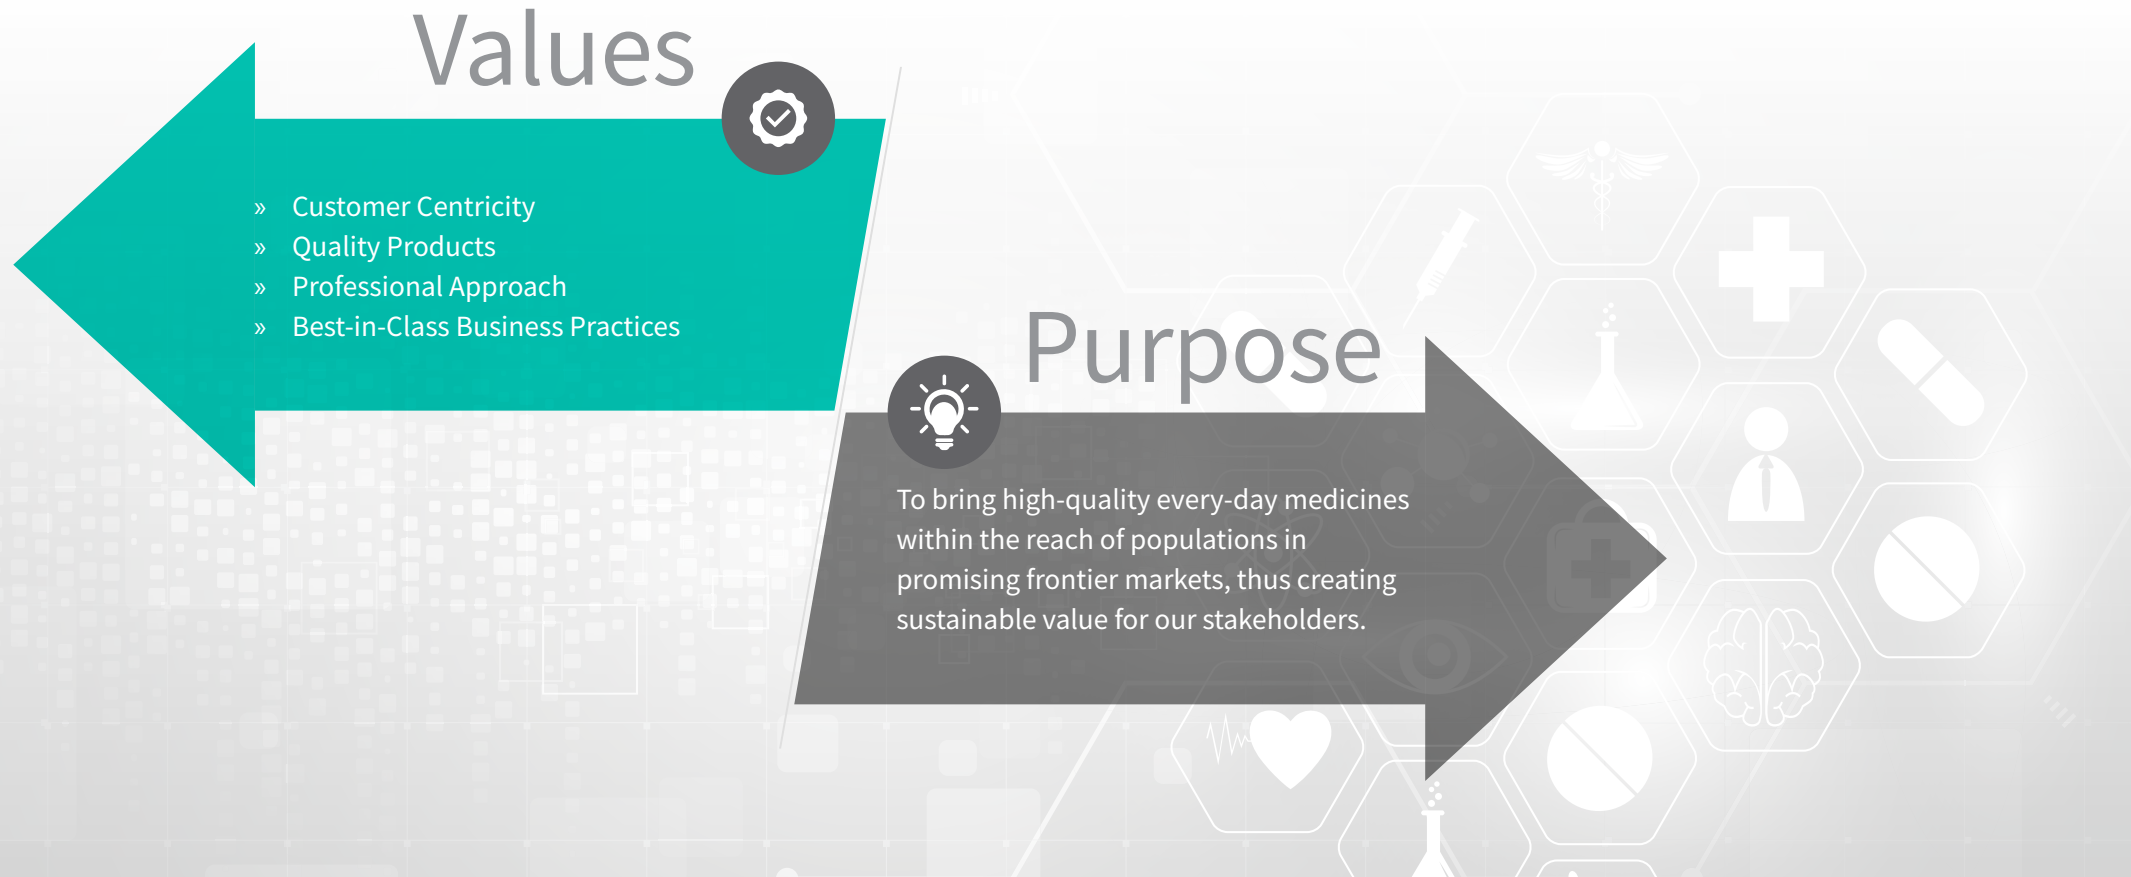 Values
» Customer Centricity
» Quality Products
» Professional Approach
» Best-in-Class Business Practices
Purpose
To bring high-quality every-day medicines
within the reach of populations in
promising frontier markets, thus creating
sustainable value for our stakeholders.